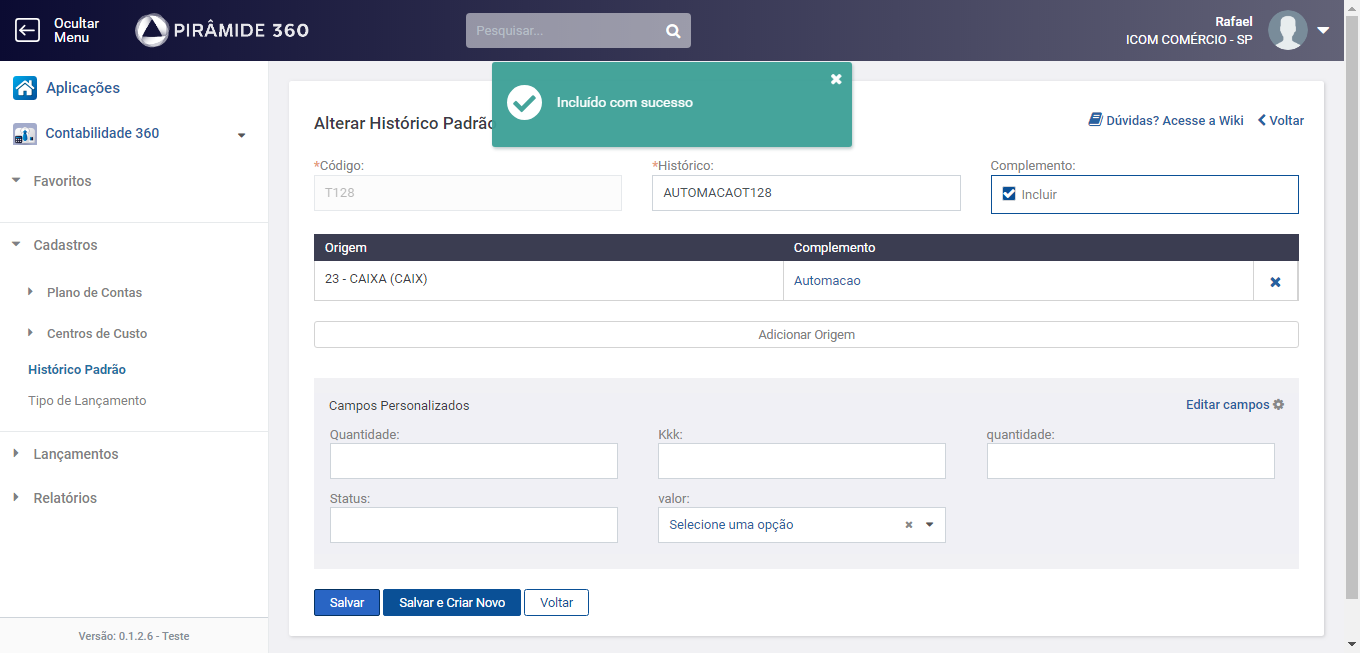 Ocultar
Menu
PIRÂMIDE 360
Pesquisar...
Rafael
ICOM COMÉRCIO - SP
Aplicações
Contabilidade 360
Favoritos
Cadastros
Plano de Contas
Centros de Custo
Histórico Padrão
Tipo de Lançamento
Lançamentos
Relatórios
Versão: 0.1.2.6 - Teste
Incluído com sucesso
Alterar Histórico Padrão
Dúvidas? Acesse a Wiki
Voltar
*Código:
*Histórico:
Complemento:
T128
AUTOMACAOT128
Incluir
Origem
Complemento
23 - CAIXA (CAIX)
Automacao
Adicionar Origem
Campos Personalizados
Editar campos
Quantidade:
Kkk:
quantidade:
Status:
valor:
Selecione uma opção
Salvar
Salvar e Criar Novo
Voltar